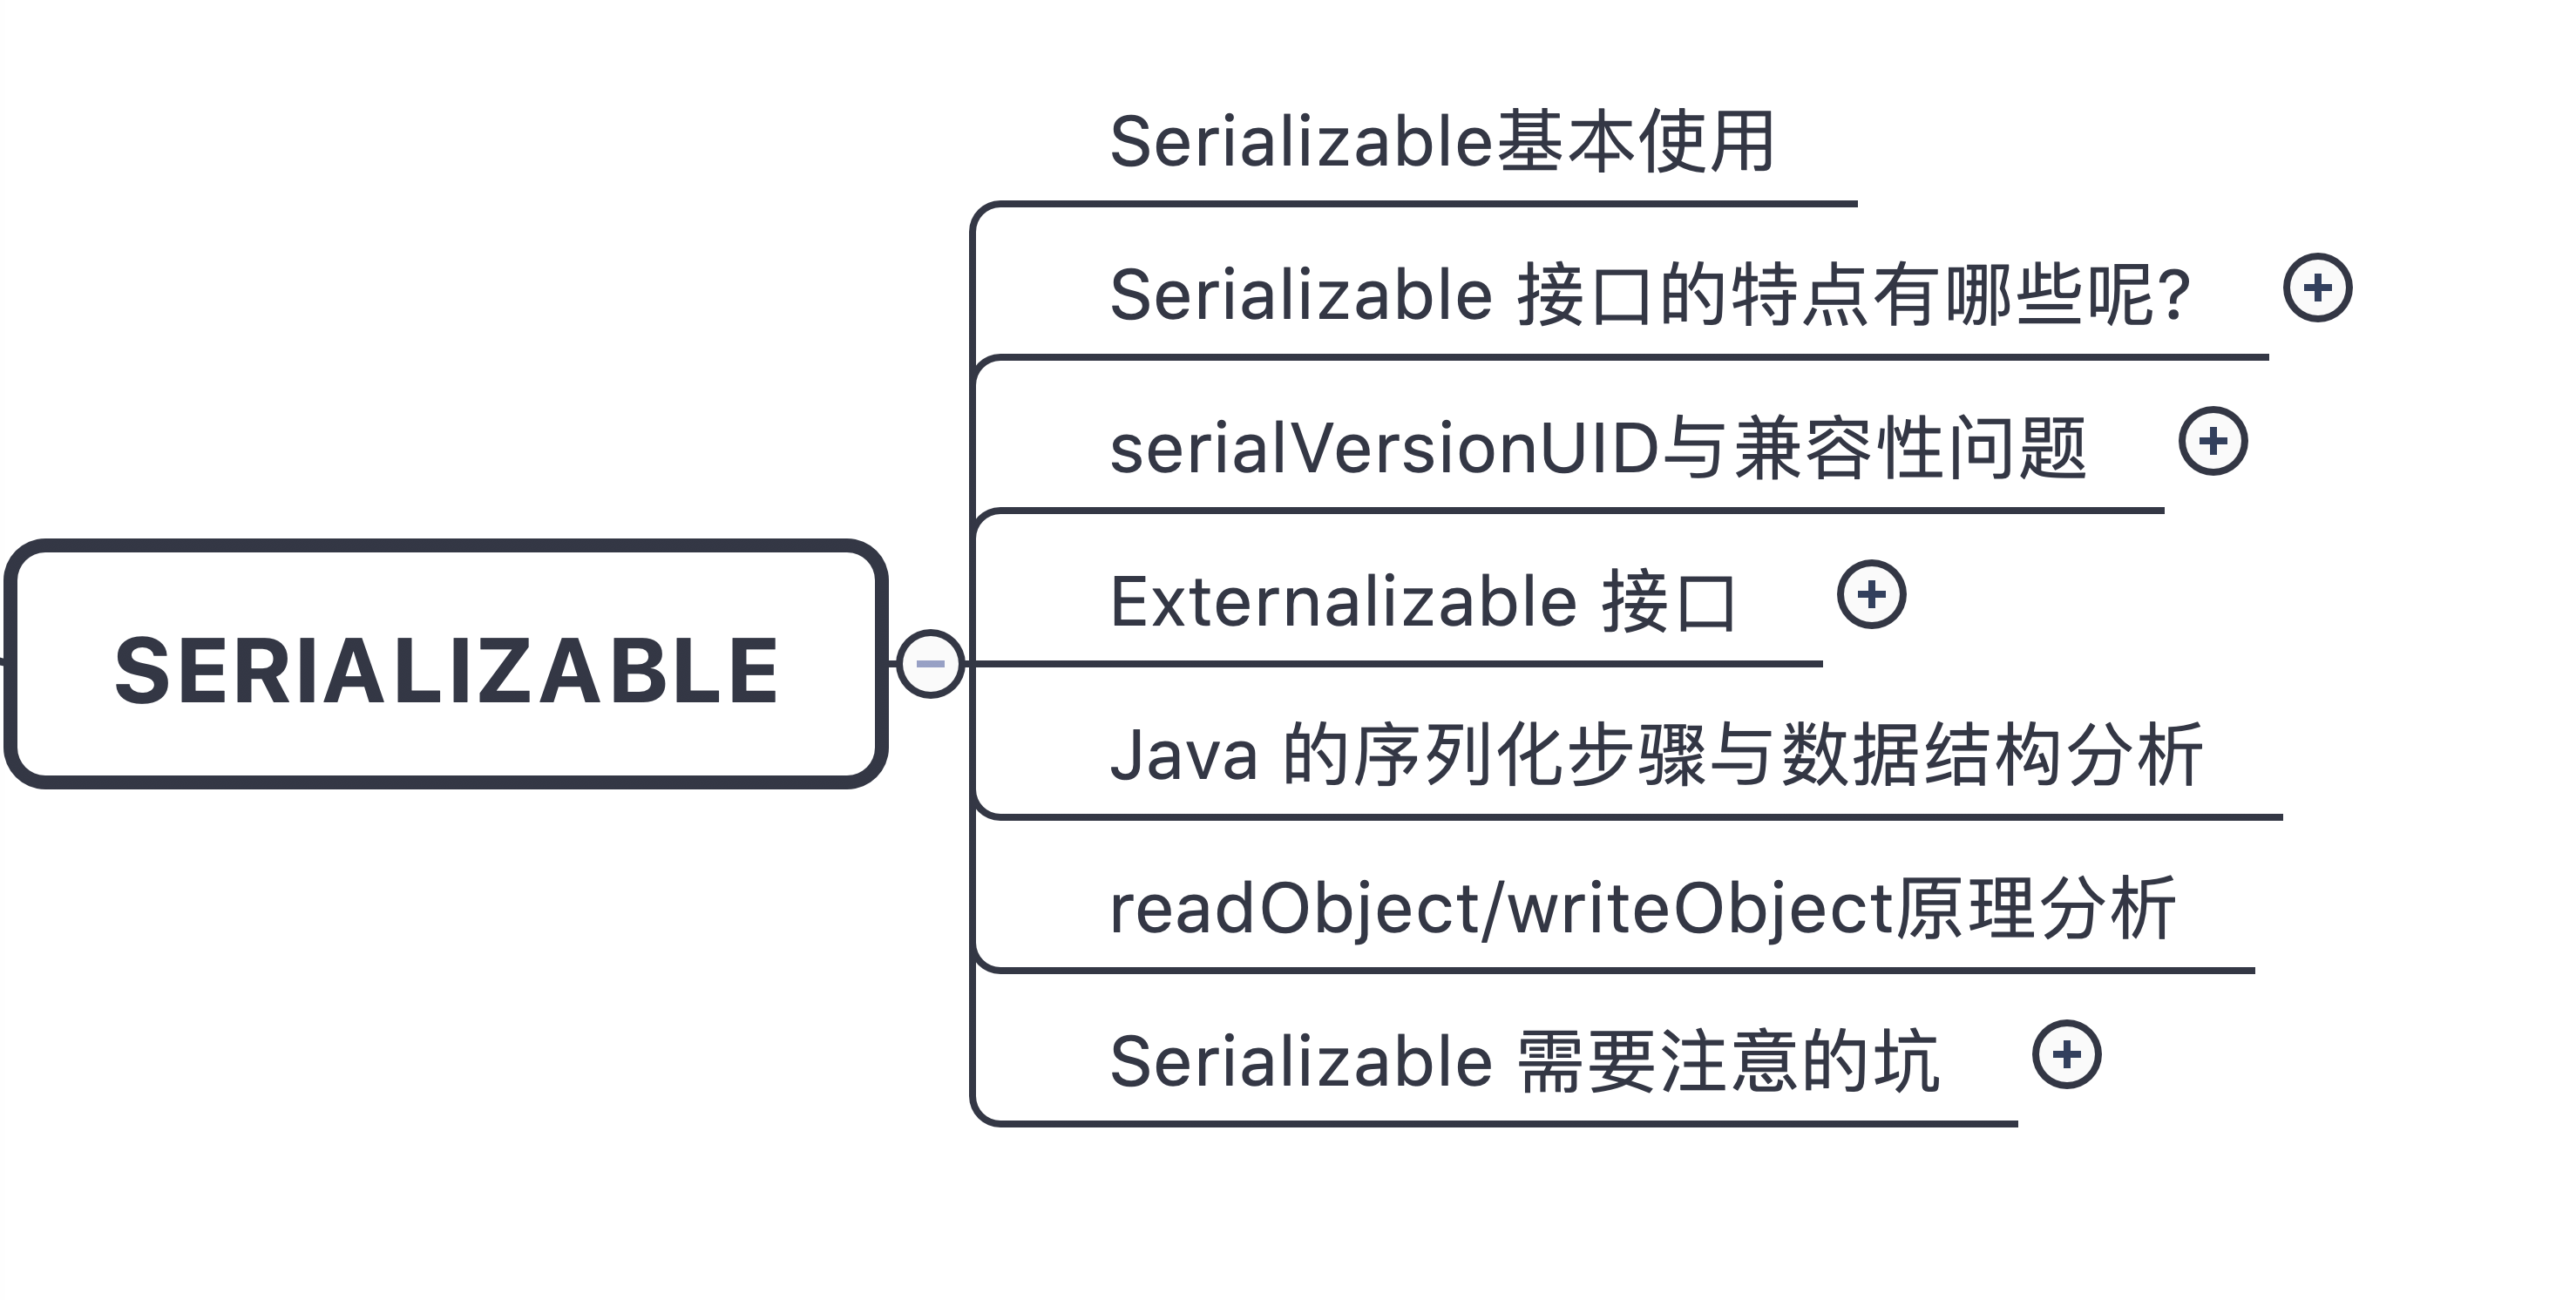 SERIALIZABLE
Serializable基本使用
Serializable 接口的特点有哪些呢?
serialVersionUID与兼容性问题
Externalizable 接口
Java 的序列化步骤与数据结构分析
readObject/writeObject原理分析
Serializable 需要注意的坑